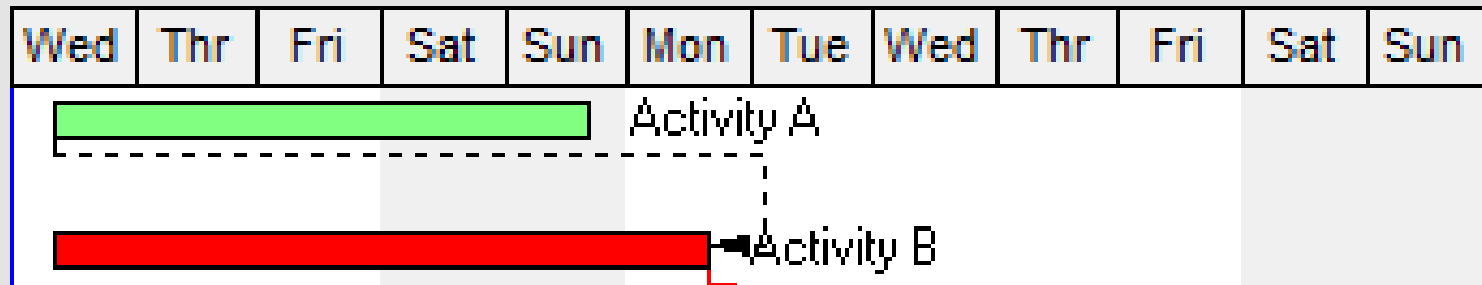 Wed Thr Fri Sat Sun Mon Tue Wed Thr Fri Sat Sun
Activity A
Activity B